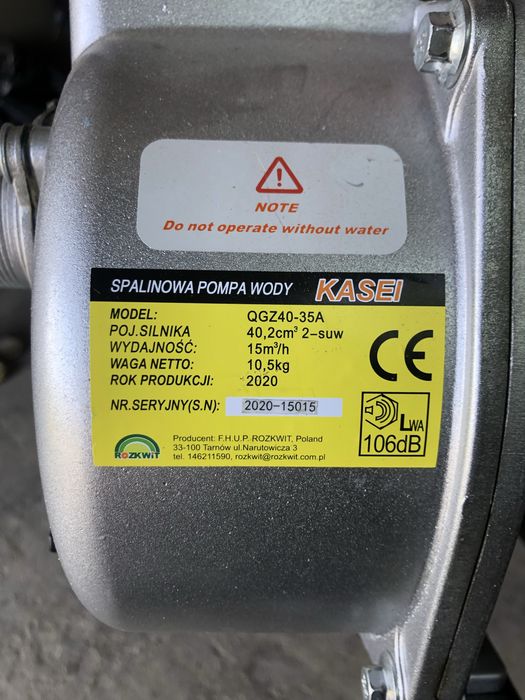 NOTE
Do not operate without water
SPALINOWA POMPA WODY KASEI
MODEL: QGZ40-35A
POJ.SILNIKA 40,2cm³ 2-suw
WYDAJNOŚĆ: 15m³/h
WAGA NETTO: 10,5kg
ROK PRODUKCJI: 2020
NR.SERYJNY(S.N): 2020-15015
CE
LWA
106dB
ROZKWiT
Producent: F.H.U.P. ROZKWIT, Poland
33-100 Tarnów ul.Narutowicza 3
tel. 146211590, rozkwit@rozkwit.com.pl